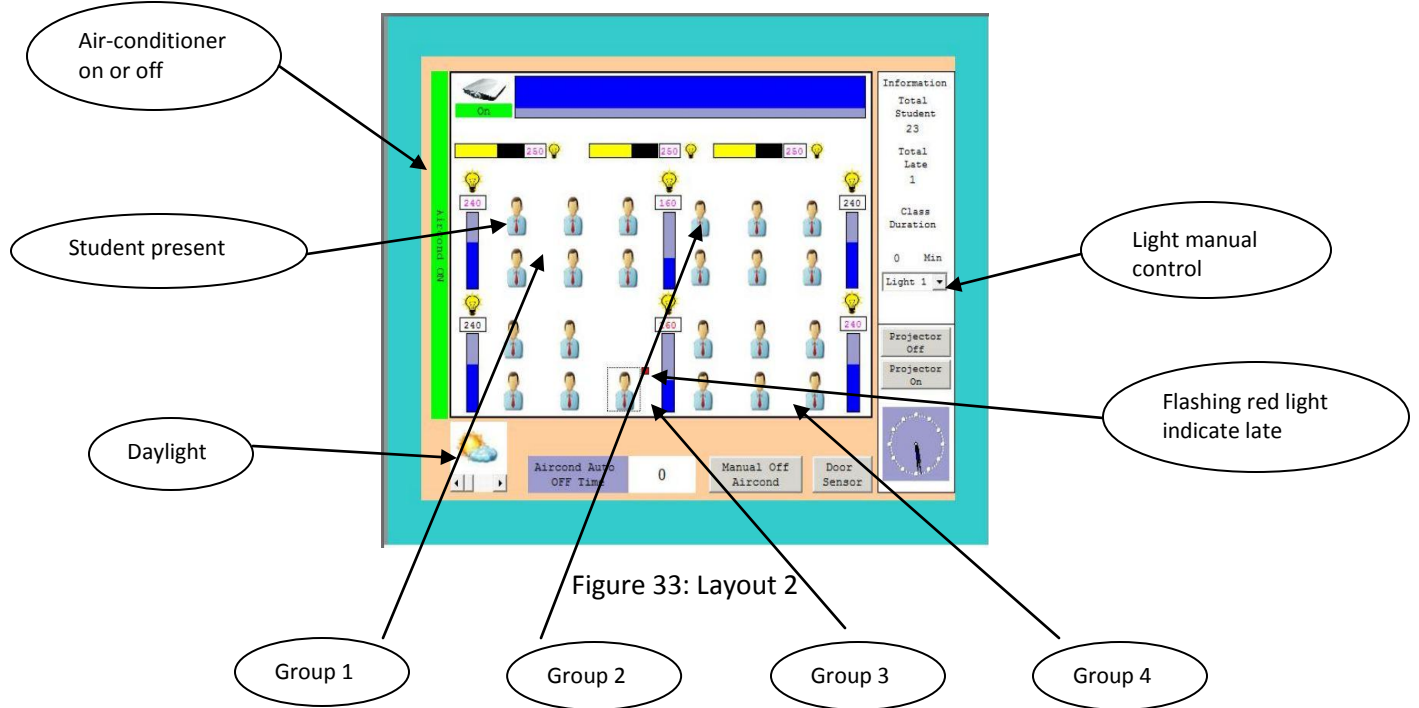 Air-conditioner
on or off
Student present
Daylight
On
Aircond ON
250
250
250
240
160
240
240
240
Information
Total
Student
23
Total
Late
1
Class
Duration
0 Min
Light 1
Projector
Off
Projector
On
Aircond Auto
OFF Time
0
Manual Off
Aircond
Door
Sensor
Light manual
control
Flashing red light
indicate late
Figure 33: Layout 2
Group 1
Group 2
Group 3
Group 4